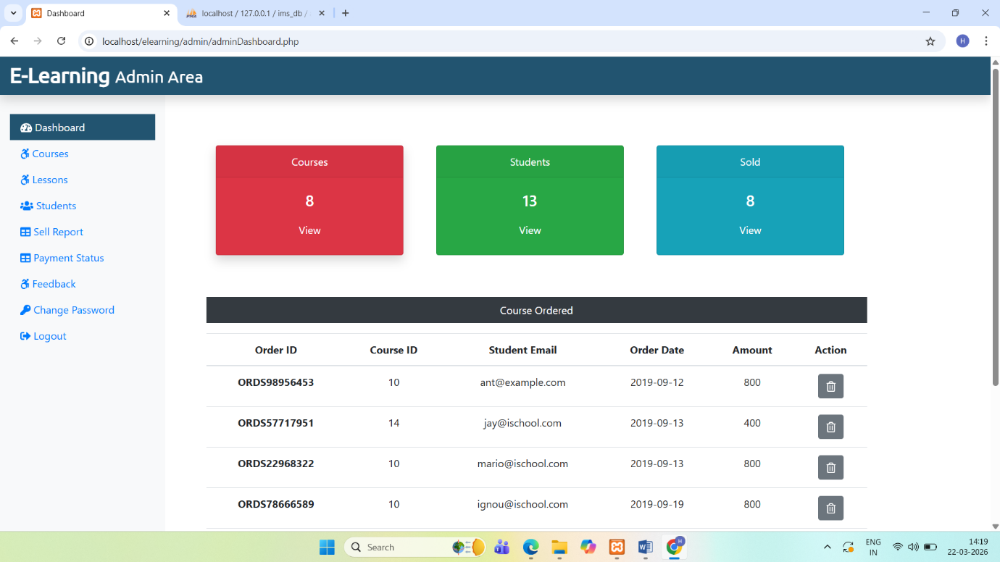 Dashboard
localhost / 127.0.0.1 / ims_db /
localhost/elearning/admin/adminDashboard.php
H
E-Learning Admin Area
Dashboard
Courses
Lessons
Students
Sell Report
Payment Status
Feedback
Change Password
Logout
Courses
8
View
Students
13
View
Sold
8
View
Course Ordered
Order ID Course ID Student Email Order Date Amount Action
ORDS98956453 10 ant@example.com 2019-09-12 800
ORDS57717951 14 jay@ischool.com 2019-09-13 400
ORDS22968322 10 mario@ischool.com 2019-09-13 800
ORDS78666589 10 ignou@ischool.com 2019-09-19 800
Search
ENG
IN
14:19
22-03-2026